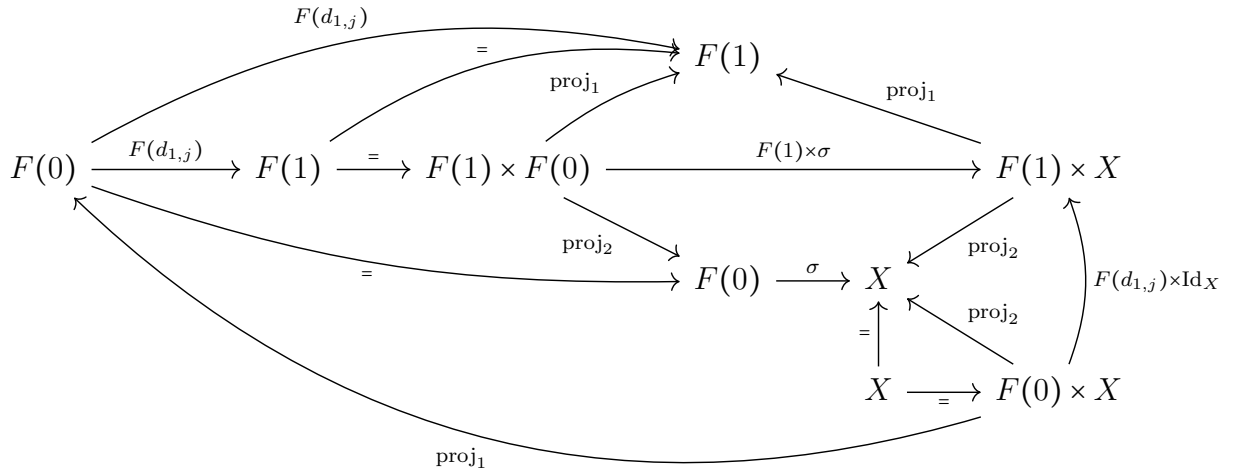 F(d_{1,j})
=
F(1)
proj_1
proj_1
F(0) F(d_{1,j}) F(1) = F(1) × F(0) F(1)×σ F(1) × X
proj_2
proj_2
= F(0) σ X
F(d_{1,j})×Id_X
proj_2
=
X = F(0) × X
proj_1